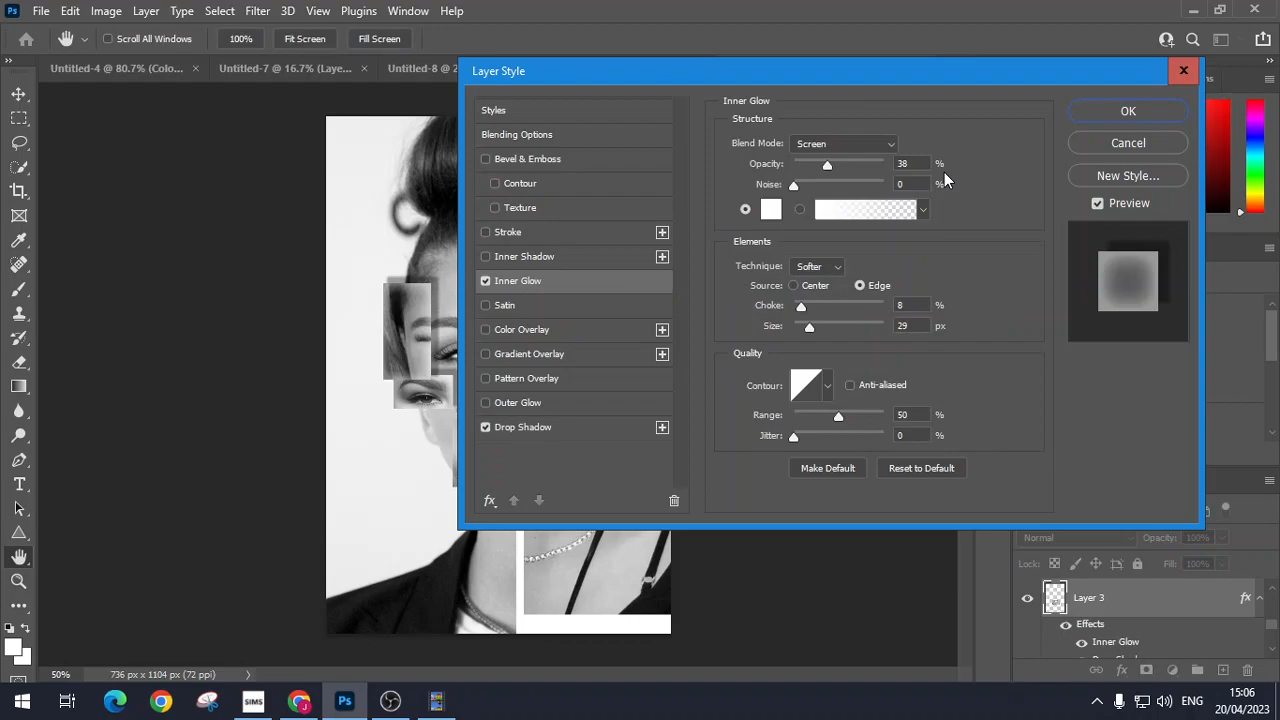 Ps File Edit Image Layer Type Select Filter 3D View Plugins Window Help
Scroll All Windows 100% Fit Screen Fill Screen
Untitled-4 @ 80.7% (Colo... × Untitled-7 @ 16.7% (Laye... × Untitled-8 @ 2
Layer Style
Styles
Blending Options
Bevel & Emboss
Contour
Texture
Stroke
Inner Shadow
Inner Glow
Satin
Color Overlay
Gradient Overlay
Pattern Overlay
Outer Glow
Drop Shadow
fx
Inner Glow
Structure
Blend Mode: Screen
Opacity: 38 %
Noise: 0 %
Elements
Technique: Softer
Source: Center Edge
Choke: 8 %
Size: 29 px
Quality
Contour: Anti-aliased
Range: 50 %
Jitter: 0 %
Make Default Reset to Default
OK
Cancel
New Style...
Preview
Normal Opacity: 100%
Lock: Fill: 100%
Layer 3 fx
Effects
Inner Glow
50% 736 px x 1104 px (72 ppi)
SIMS Ps ENG
15:06
20/04/2023